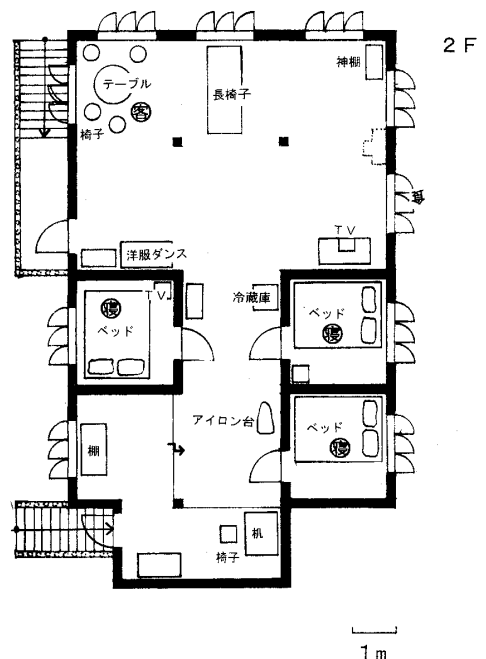 2F
神棚
テーブル
長椅子
客
椅子
食
TV
洋服ダンス
寝
TV
ベッド
冷蔵庫
ベッド
寝
アイロン台
ベッド
寝
棚
机
椅子
1m